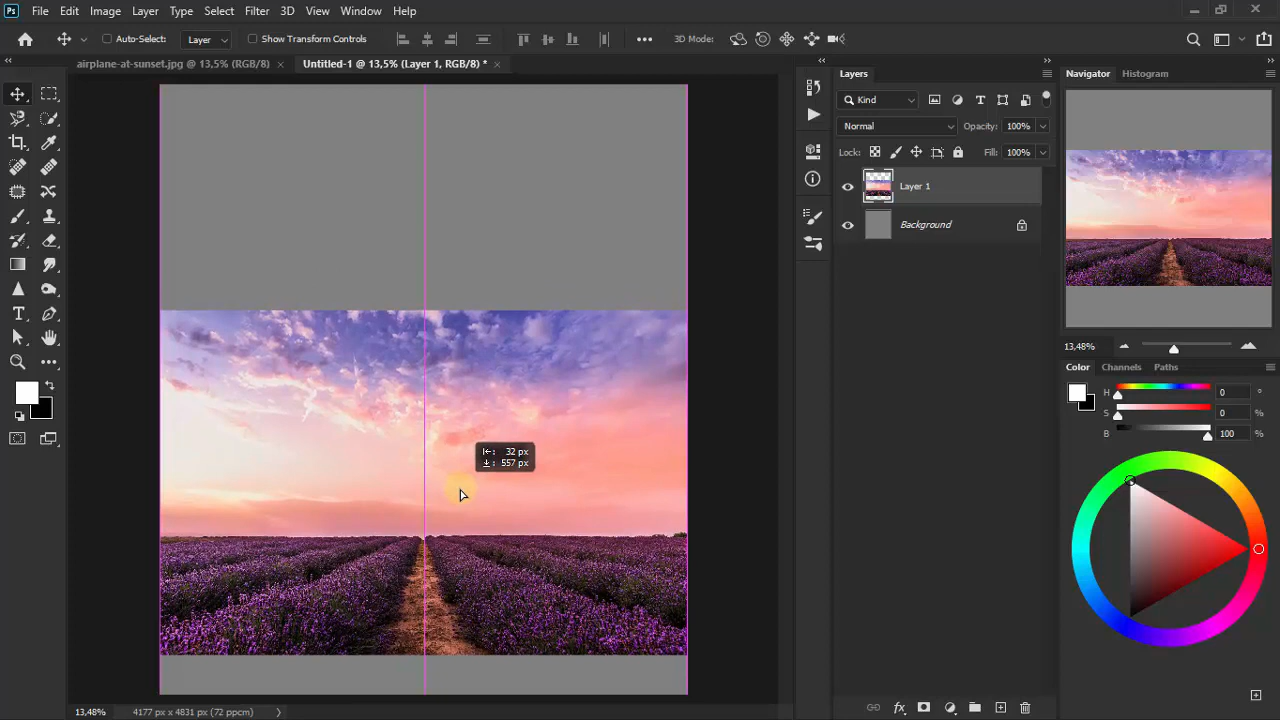 Ps File Edit Image Layer Type Select Filter 3D View Window Help
Auto-Select: Layer Show Transform Controls 3D Mode:
airplane-at-sunset.jpg @ 13,5% (RGB/8) Untitled-1 @ 13,5% (Layer 1, RGB/8) *
Layers
Kind
Normal Opacity: 100%
Lock: Fill: 100%
Layer 1
Background
Navigator Histogram
13,48%
Color Channels Paths
H 0 °
S 0 %
B 100 %
32 px
557 px
13,48% 4177 px x 4831 px (72 ppcm)